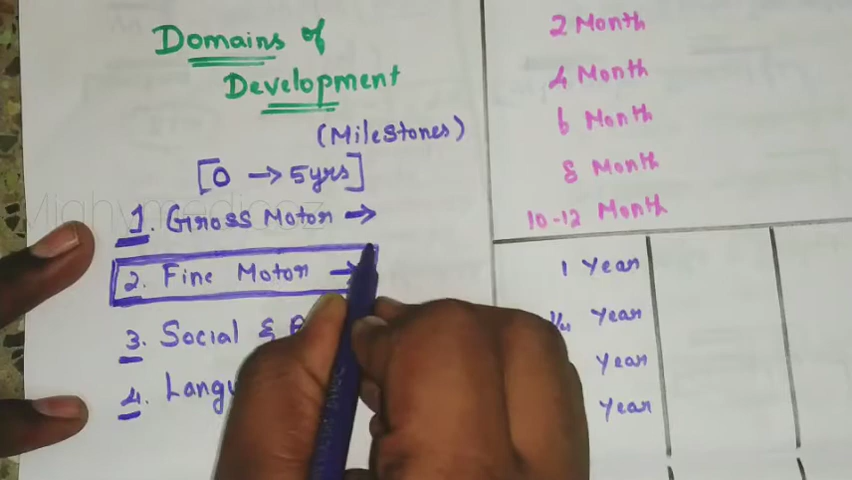 Domains of
Development
(Milestones)
[0 → 5yrs]
1. Gross Motor →
2. Fine Motor →
3. Social &
4.
2 Month
4 Month
6 Month
8 Month
10-12 Month
1 Year
Year
Year
Year